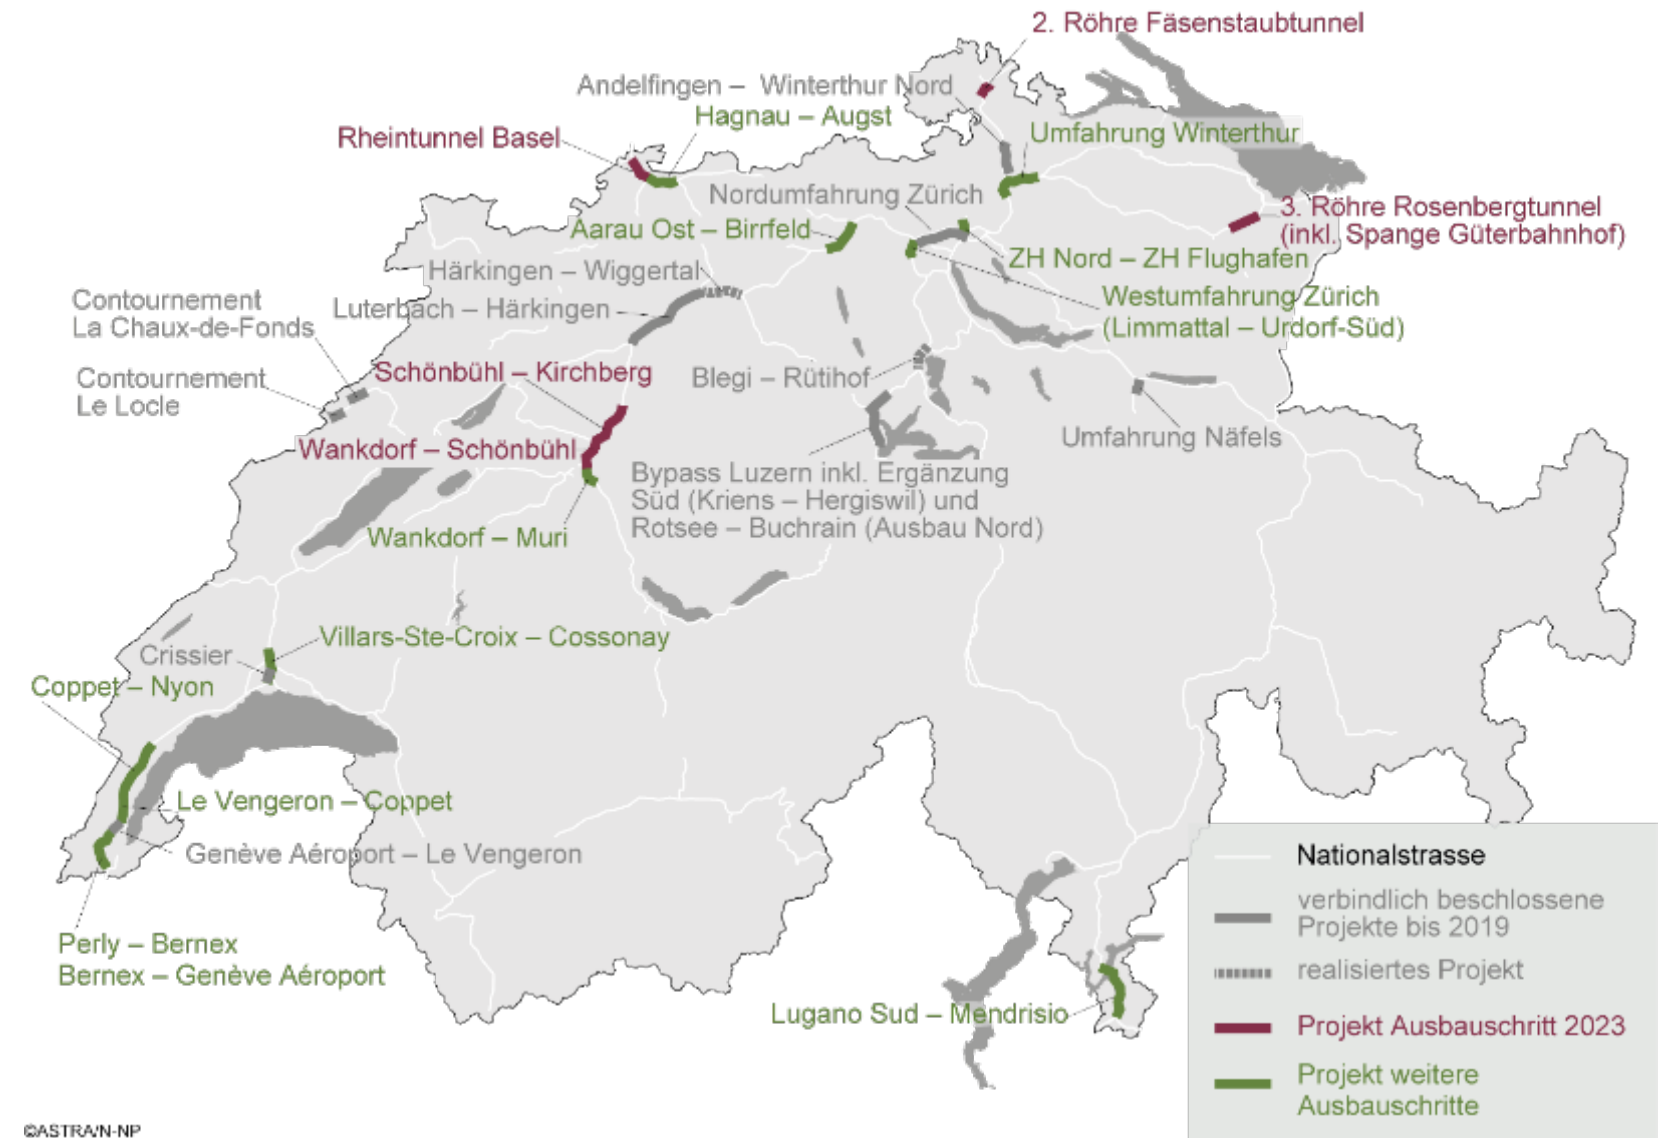 2. Röhre Fäsenstaubtunnel
Andelfingen – Winterthur Nord
Hagnau – Augst
Rheintunnel Basel
Umfahrung Winterthur
Nordumfahrung Zürich
3. Röhre Rosenbergtunnel
(inkl. Spange Güterbahnhof)
Aarau Ost – Birrfeld
ZH Nord – ZH Flughafen
Härkingen – Wiggertal
Westumfahrung Zürich
(Limmattal – Urdorf-Süd)
Luterbach – Härkingen
Contournement
La Chaux-de-Fonds
Schönbühl – Kirchberg
Blegi – Rütihof
Contournement
Le Locle
Umfahrung Näfels
Wankdorf – Schönbühl
Bypass Luzern inkl. Ergänzung
Süd (Kriens – Hergiswil) und
Rotsee – Buchrain (Ausbau Nord)
Wankdorf – Muri
Villars-Ste-Croix – Cossonay
Crissier
Coppet – Nyon
Le Vengeron – Coppet
Genève Aéroport – Le Vengeron
Perly – Bernex
Bernex – Genève Aéroport
Lugano Sud – Mendrisio
Nationalstrasse
verbindlich beschlossene
Projekte bis 2019
realisiertes Projekt
Projekt Ausbauschritt 2023
Projekt weitere
Ausbauschritte
©ASTRA/N-NP